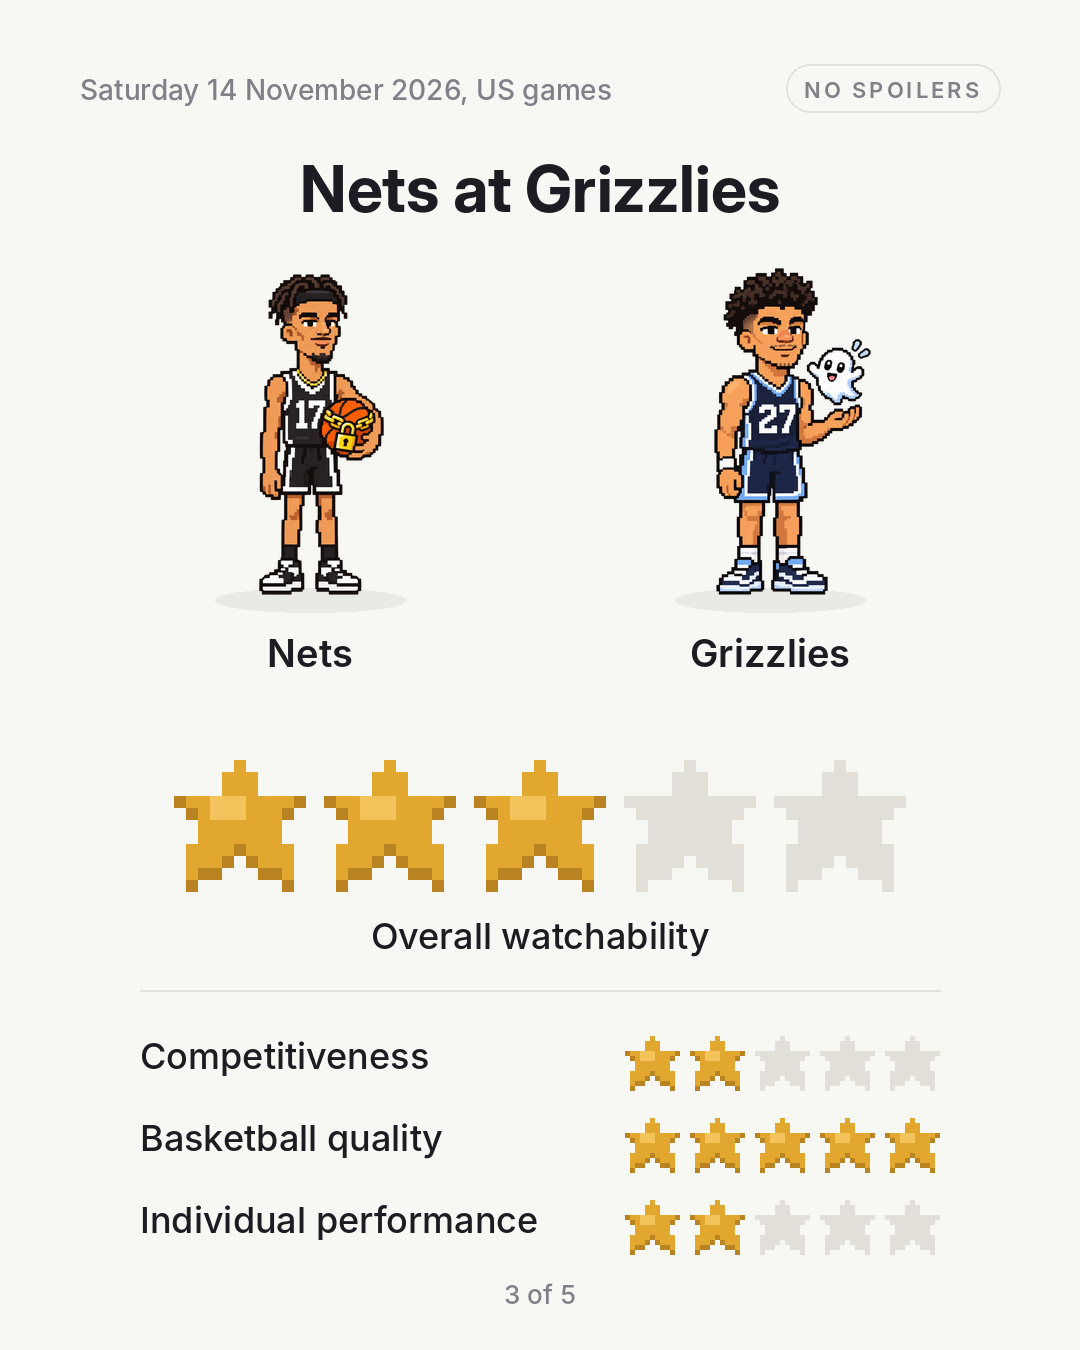 Saturday 14 November 2026, US games
NO SPOILERS
Nets at Grizzlies
17
27
Nets
Grizzlies
Overall watchability
Competitiveness
Basketball quality
Individual performance
3 of 5